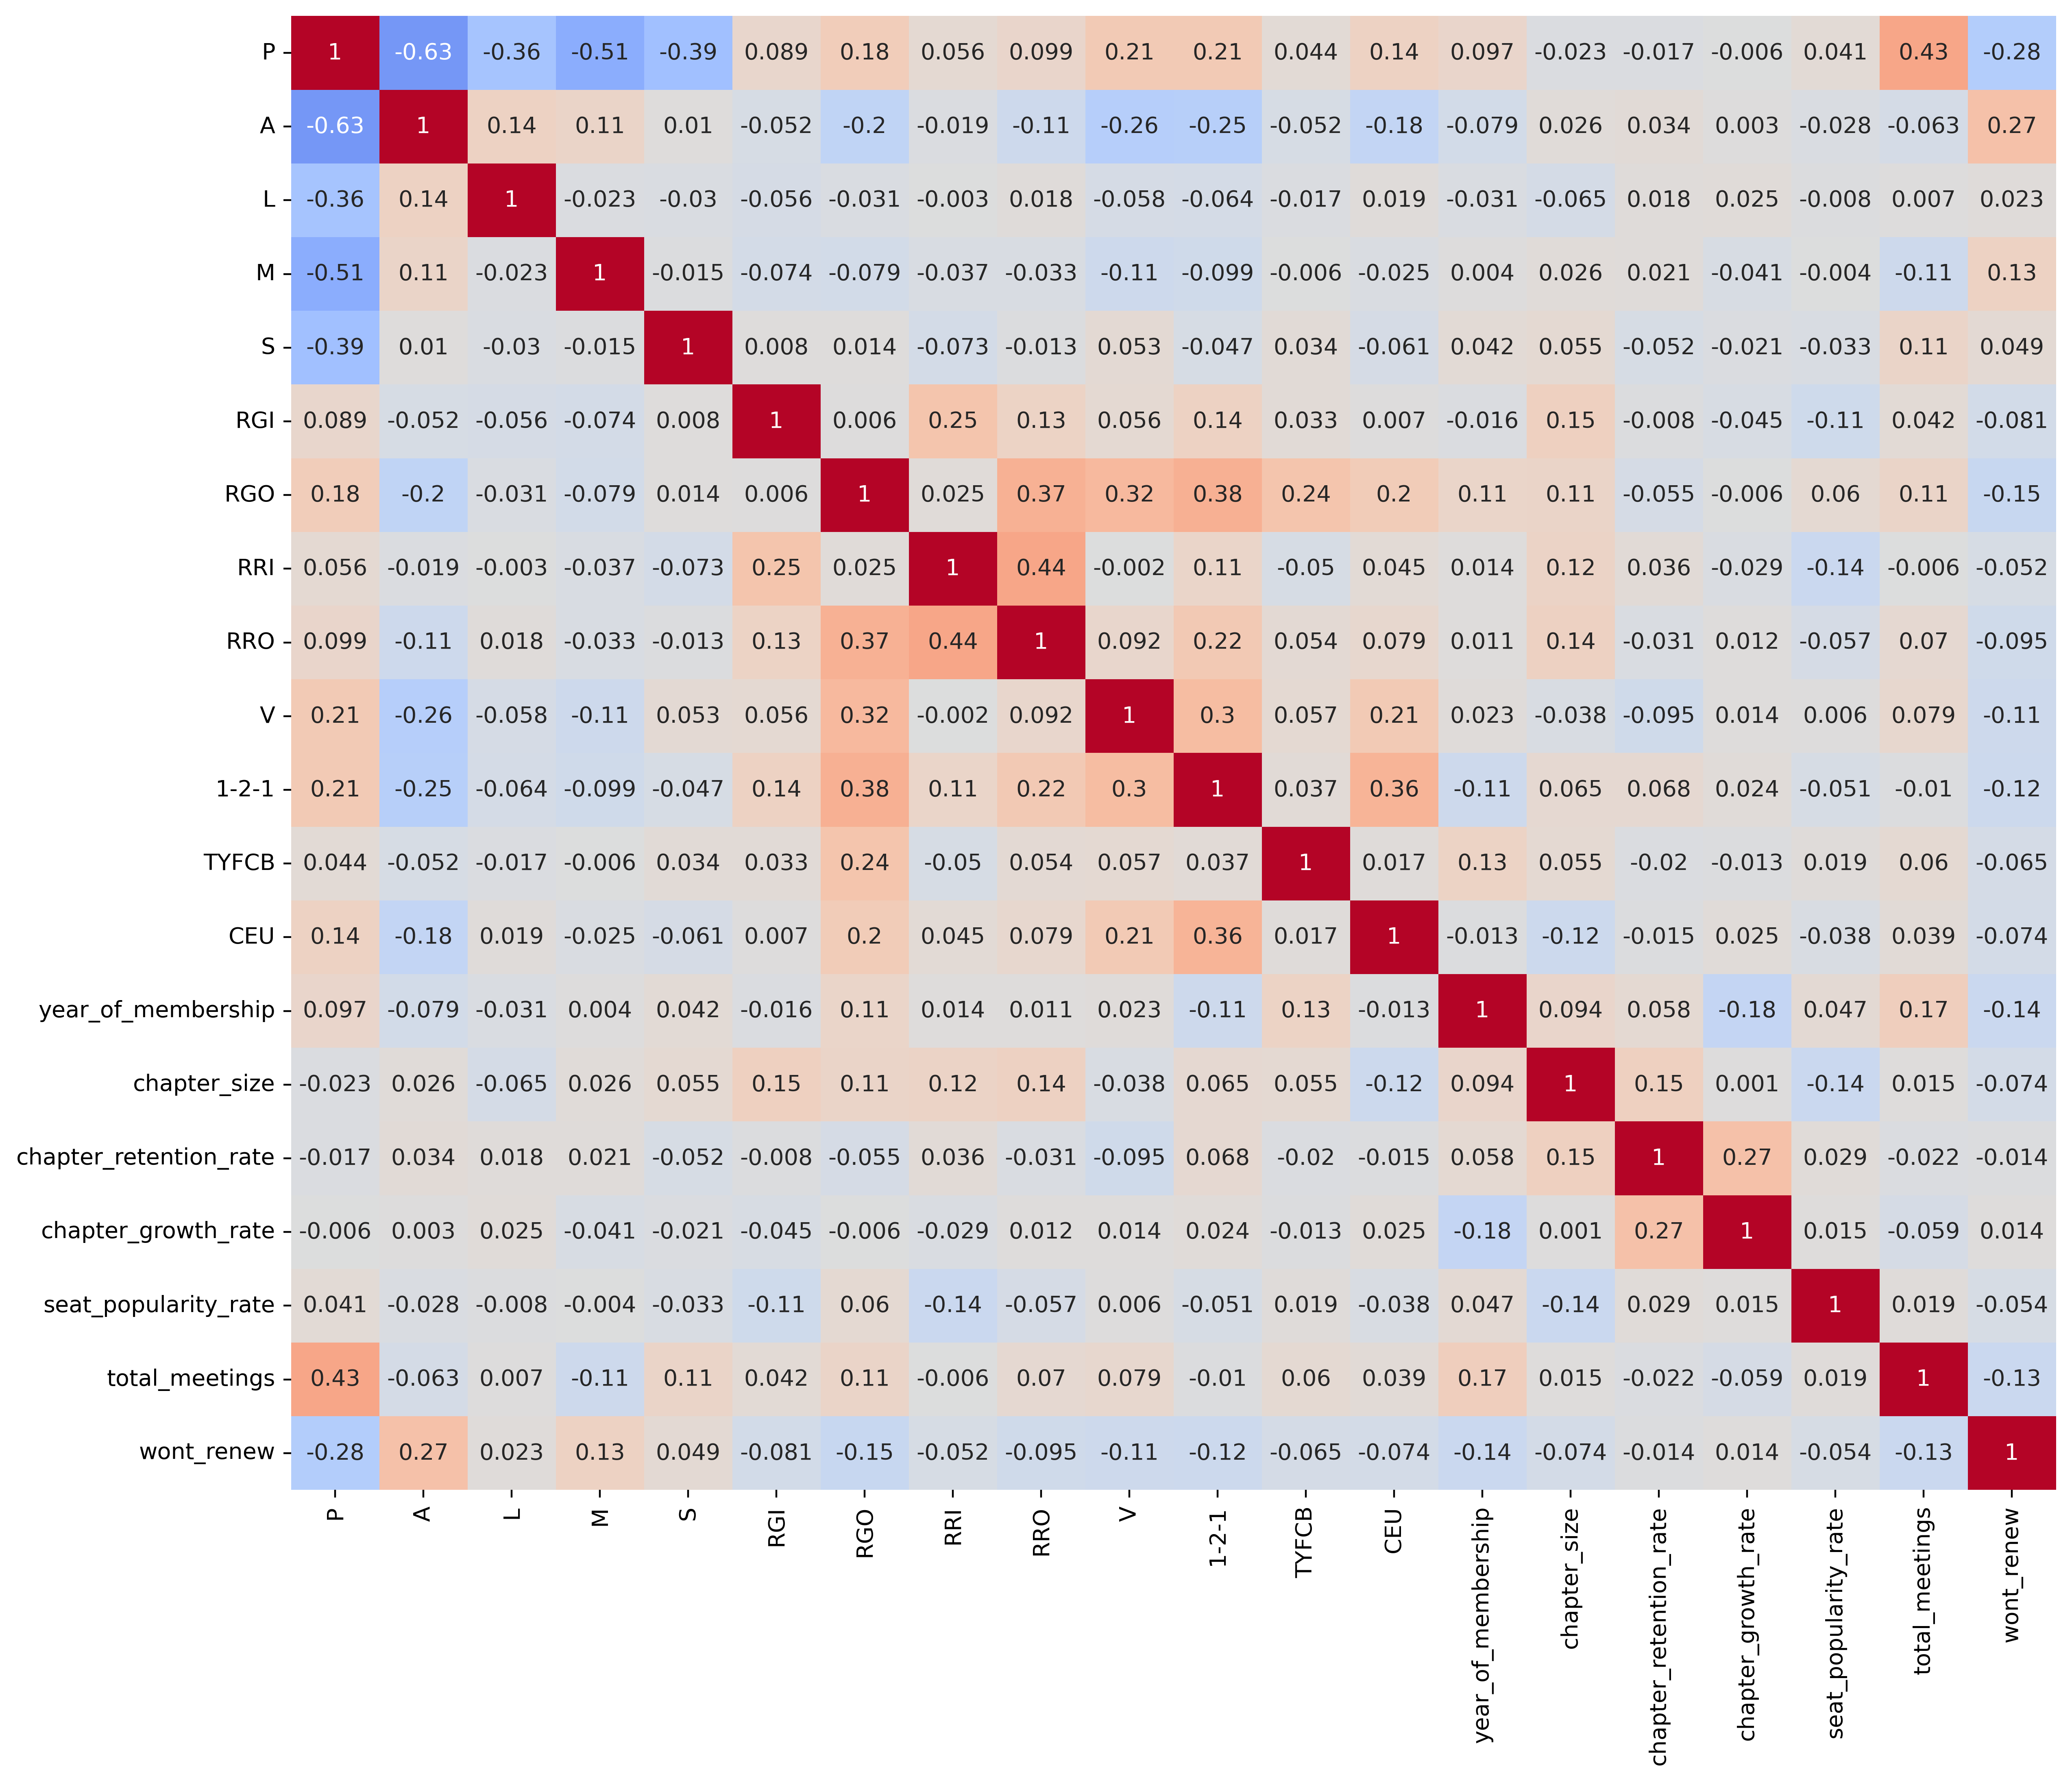 P 1 -0.63 -0.36 -0.51 -0.39 0.089 0.18 0.056 0.099 0.21 0.21 0.044 0.14 0.097 -0.023 -0.017 -0.006 0.041 0.43 -0.28
A -0.63 1 0.14 0.11 0.01 -0.052 -0.2 -0.019 -0.11 -0.26 -0.25 -0.052 -0.18 -0.079 0.026 0.034 0.003 -0.028 -0.063 0.27
L -0.36 0.14 1 -0.023 -0.03 -0.056 -0.031 -0.003 0.018 -0.058 -0.064 -0.017 0.019 -0.031 -0.065 0.018 0.025 -0.008 0.007 0.023
M -0.51 0.11 -0.023 1 -0.015 -0.074 -0.079 -0.037 -0.033 -0.11 -0.099 -0.006 -0.025 0.004 0.026 0.021 -0.041 -0.004 -0.11 0.13
S -0.39 0.01 -0.03 -0.015 1 0.008 0.014 -0.073 -0.013 0.053 -0.047 0.034 -0.061 0.042 0.055 -0.052 -0.021 -0.033 0.11 0.049
RGI 0.089 -0.052 -0.056 -0.074 0.008 1 0.006 0.25 0.13 0.056 0.14 0.033 0.007 -0.016 0.15 -0.008 -0.045 -0.11 0.042 -0.081
RGO 0.18 -0.2 -0.031 -0.079 0.014 0.006 1 0.025 0.37 0.32 0.38 0.24 0.2 0.11 0.11 -0.055 -0.006 0.06 0.11 -0.15
RRI 0.056 -0.019 -0.003 -0.037 -0.073 0.25 0.025 1 0.44 -0.002 0.11 -0.05 0.045 0.014 0.12 0.036 -0.029 -0.14 -0.006 -0.052
RRO 0.099 -0.11 0.018 -0.033 -0.013 0.13 0.37 0.44 1 0.092 0.22 0.054 0.079 0.011 0.14 -0.031 0.012 -0.057 0.07 -0.095
V 0.21 -0.26 -0.058 -0.11 0.053 0.056 0.32 -0.002 0.092 1 0.3 0.057 0.21 0.023 -0.038 -0.095 0.014 0.006 0.079 -0.11
1-2-1 0.21 -0.25 -0.064 -0.099 -0.047 0.14 0.38 0.11 0.22 0.3 1 0.037 0.36 -0.11 0.065 0.068 0.024 -0.051 -0.01 -0.12
TYFCB 0.044 -0.052 -0.017 -0.006 0.034 0.033 0.24 -0.05 0.054 0.057 0.037 1 0.017 0.13 0.055 -0.02 -0.013 0.019 0.06 -0.065
CEU 0.14 -0.18 0.019 -0.025 -0.061 0.007 0.2 0.045 0.079 0.21 0.36 0.017 1 -0.013 -0.12 -0.015 0.025 -0.038 0.039 -0.074
year_of_membership 0.097 -0.079 -0.031 0.004 0.042 -0.016 0.11 0.014 0.011 0.023 -0.11 0.13 -0.013 1 0.094 0.058 -0.18 0.047 0.17 -0.14
chapter_size -0.023 0.026 -0.065 0.026 0.055 0.15 0.11 0.12 0.14 -0.038 0.065 0.055 -0.12 0.094 1 0.15 0.001 -0.14 0.015 -0.074
chapter_retention_rate -0.017 0.034 0.018 0.021 -0.052 -0.008 -0.055 0.036 -0.031 -0.095 0.068 -0.02 -0.015 0.058 0.15 1 0.27 0.029 -0.022 -0.014
chapter_growth_rate -0.006 0.003 0.025 -0.041 -0.021 -0.045 -0.006 -0.029 0.012 0.014 0.024 -0.013 0.025 -0.18 0.001 0.27 1 0.015 -0.059 0.014
seat_popularity_rate 0.041 -0.028 -0.008 -0.004 -0.033 -0.11 0.06 -0.14 -0.057 0.006 -0.051 0.019 -0.038 0.047 -0.14 0.029 0.015 1 0.019 -0.054
total_meetings 0.43 -0.063 0.007 -0.11 0.11 0.042 0.11 -0.006 0.07 0.079 -0.01 0.06 0.039 0.17 0.015 -0.022 -0.059 0.019 1 -0.13
wont_renew -0.28 0.27 0.023 0.13 0.049 -0.081 -0.15 -0.052 -0.095 -0.11 -0.12 -0.065 -0.074 -0.14 -0.074 -0.014 0.014 -0.054 -0.13 1
P A L M S RGI RGO RRI RRO V 1-2-1 TYFCB CEU year_of_membership chapter_size chapter_retention_rate chapter_growth_rate seat_popularity_rate total_meetings wont_renew